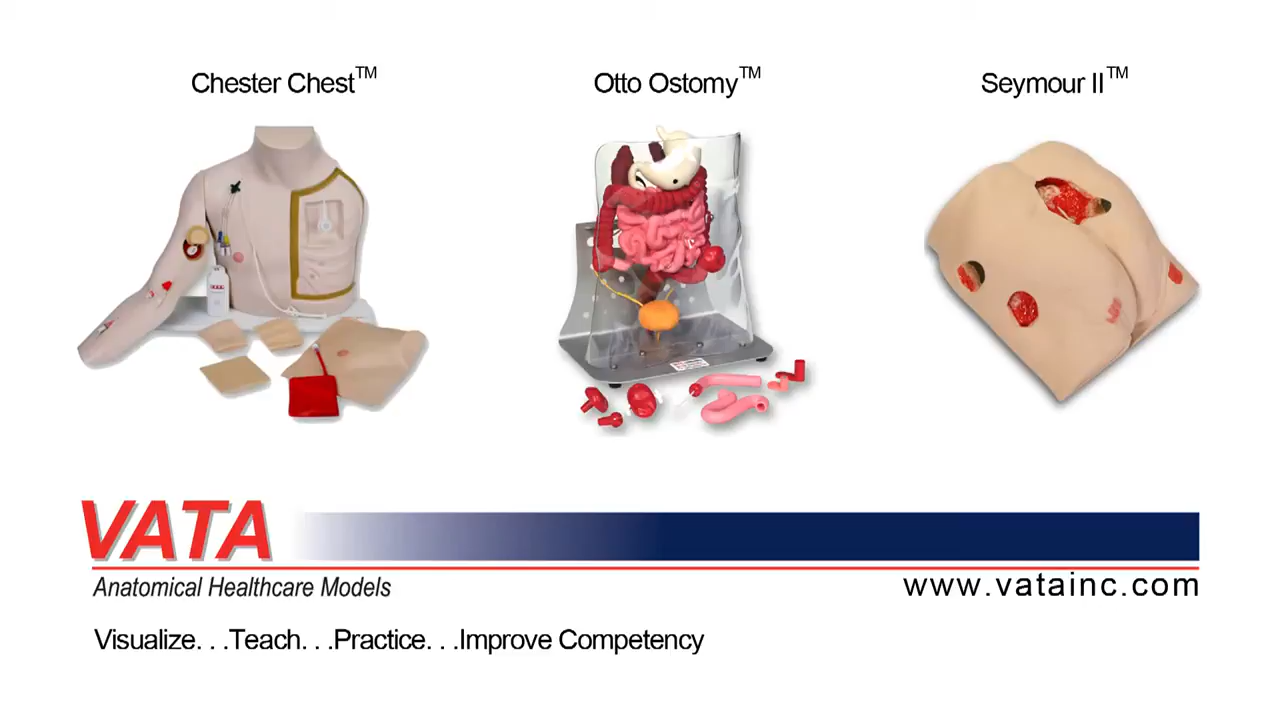 Chester Chest™
Otto Ostomy™
Seymour II™
VATA
Anatomical Healthcare Models
www.vatainc.com
Visualize. . .Teach. . .Practice. . .Improve Competency